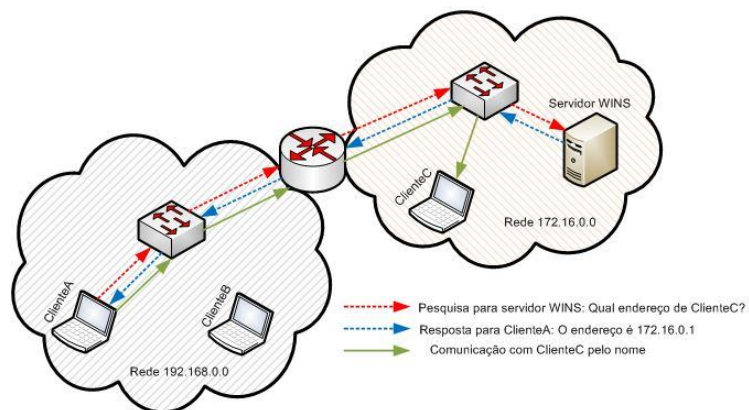 Servidor WINS
ClienteC
Rede 172.16.0.0
ClienteA
ClienteB
Rede 192.168.0.0
Pesquisa para servidor WINS: Qual endereço de ClienteC?
Resposta para ClienteA: O endereço é 172.16.0.1
Comunicação com ClienteC pelo nome